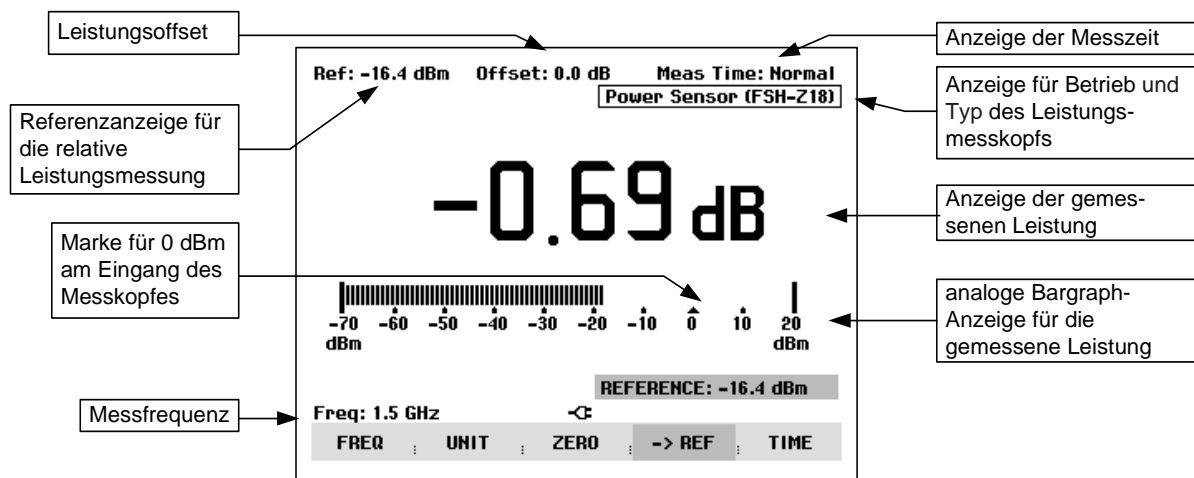 Leistungsoffset
Anzeige der Messzeit
Ref: -16.4 dBm Offset: 0.0 dB Meas Time: Normal
Power Sensor (FSH-Z18)
Anzeige für Betrieb und
Typ des Leistungs-
messkopfs
Referenzanzeige für
die relative
Leistungsmessung
-0.69 dB
Anzeige der gemes-
senen Leistung
Marke für 0 dBm
am Eingang des
Messkopfes
-70 -60 -50 -40 -30 -20 -10 0 10 20
dBm dBm
analoge Bargraph-
Anzeige für die
gemessene Leistung
REFERENCE: -16.4 dBm
Messfrequenz
Freq: 1.5 GHz
FREQ UNIT ZERO -> REF TIME